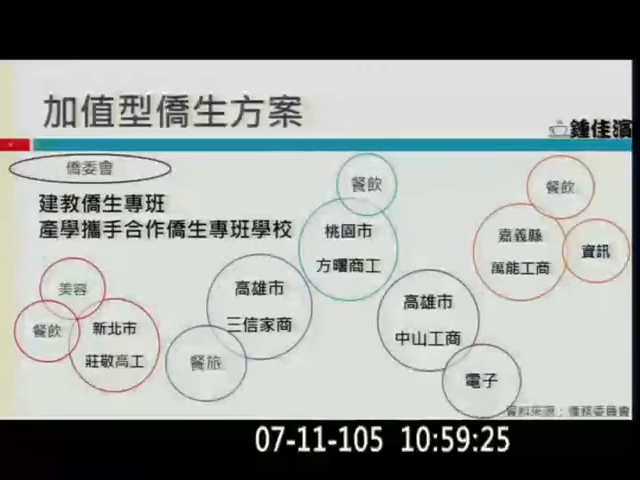 加值型僑生方案
鍾佳濱
僑委會
建教僑生專班
產學攜手合作僑生專班學校
餐飲
桃園市
方曙商工
餐飲
嘉義縣
萬能工商
資訊
美容
餐飲
新北市
莊敬高工
高雄市
三信家商
餐旅
高雄市
中山工商
電子
資料來源：僑務委員會
07-11-105 10:59:25